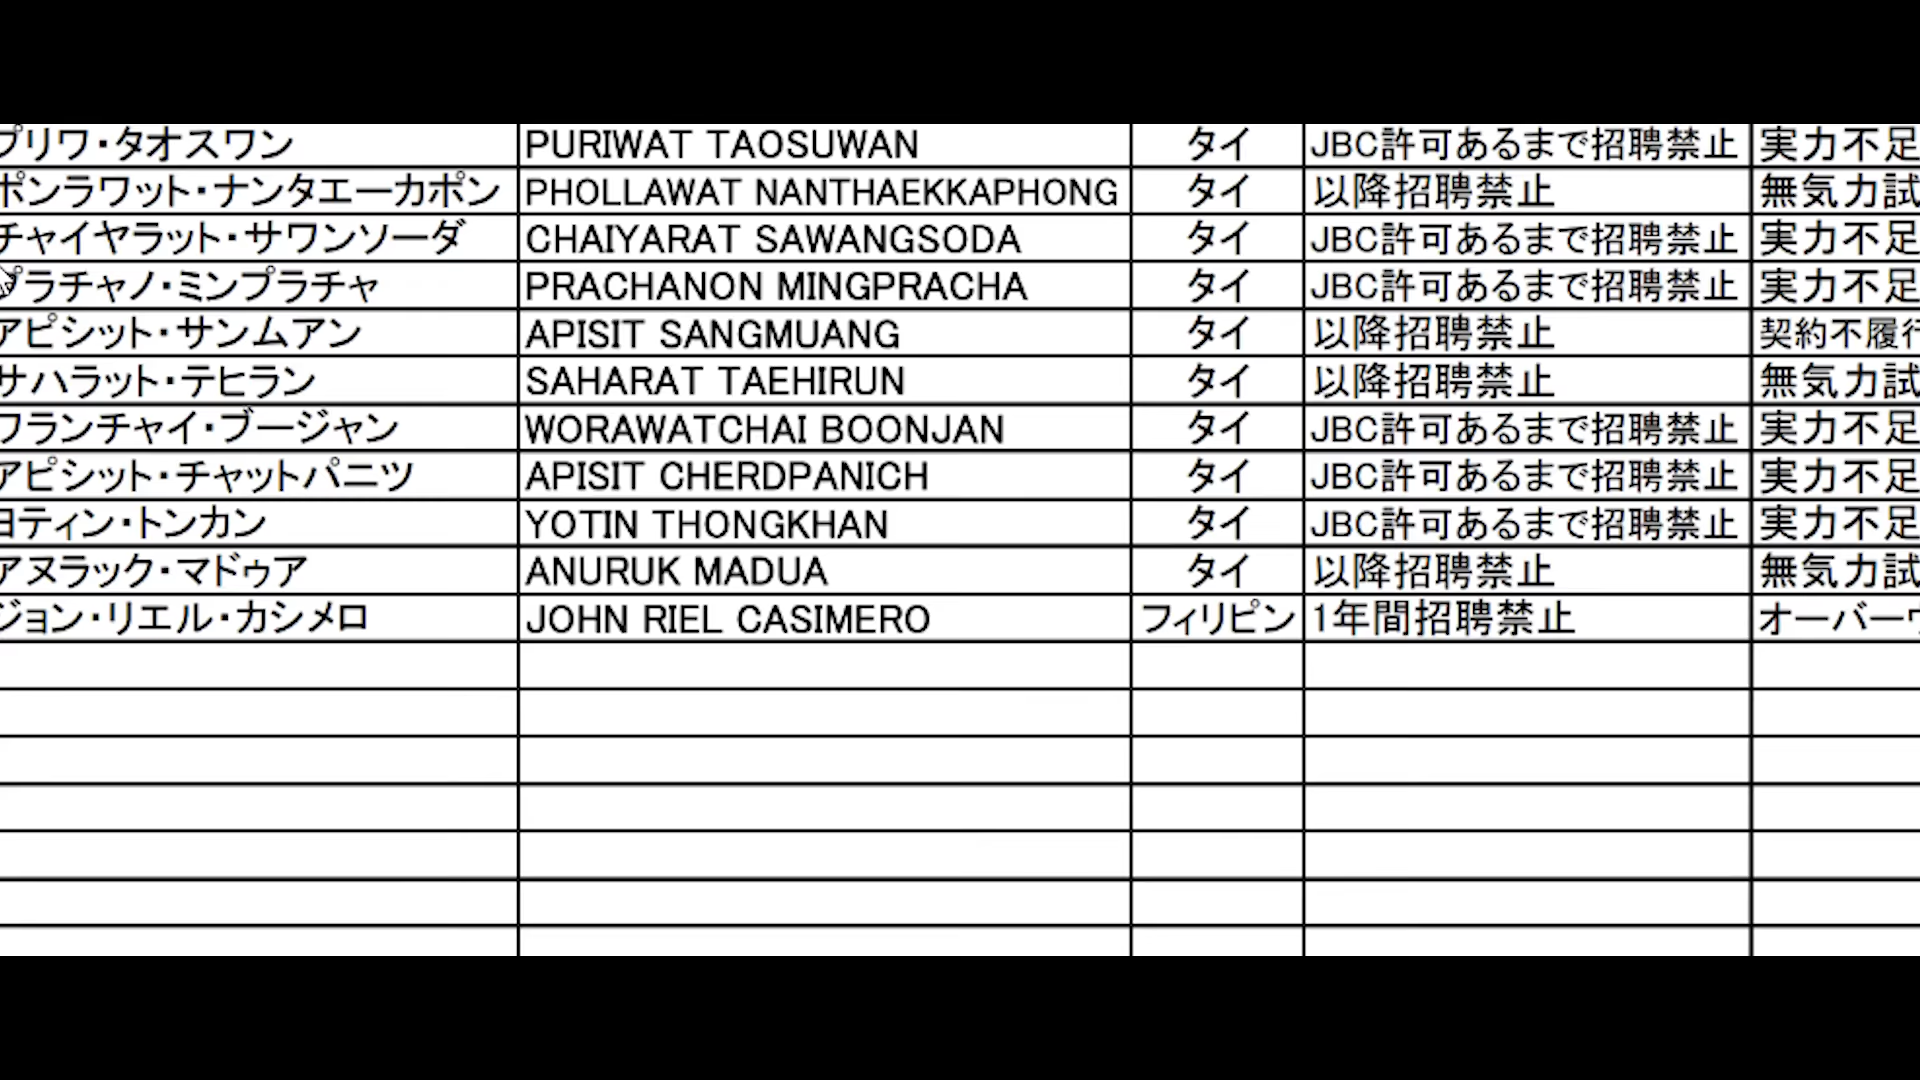 プリワ・タオスワン PURIWAT TAOSUWAN タイ JBC許可あるまで招聘禁止 実力不足
ポンラワット・ナンタエーカポン PHOLLAWAT NANTHAEKKAPHONG タイ 以降招聘禁止 無気力試
チャイヤラット・サワンソーダ CHAIYARAT SAWANGSODA タイ JBC許可あるまで招聘禁止 実力不足
プラチャノ・ミンプラチャ PRACHANON MINGPRACHA タイ JBC許可あるまで招聘禁止 実力不足
アピシット・サンムアン APISIT SANGMUANG タイ 以降招聘禁止 契約不履行
サハラット・テヒラン SAHARAT TAEHIRUN タイ 以降招聘禁止 無気力試
ワランチャイ・ブージャン WORAWATCHAI BOONJAN タイ JBC許可あるまで招聘禁止 実力不足
アピシット・チャットパニツ APISIT CHERDPANICH タイ JBC許可あるまで招聘禁止 実力不足
ヨティン・トンカン YOTIN THONGKHAN タイ JBC許可あるまで招聘禁止 実力不足
アヌラック・マドゥア ANURUK MADUA タイ 以降招聘禁止 無気力試
ジョン・リエル・カシメロ JOHN RIEL CASIMERO フィリピン 1年間招聘禁止 オーバーウ